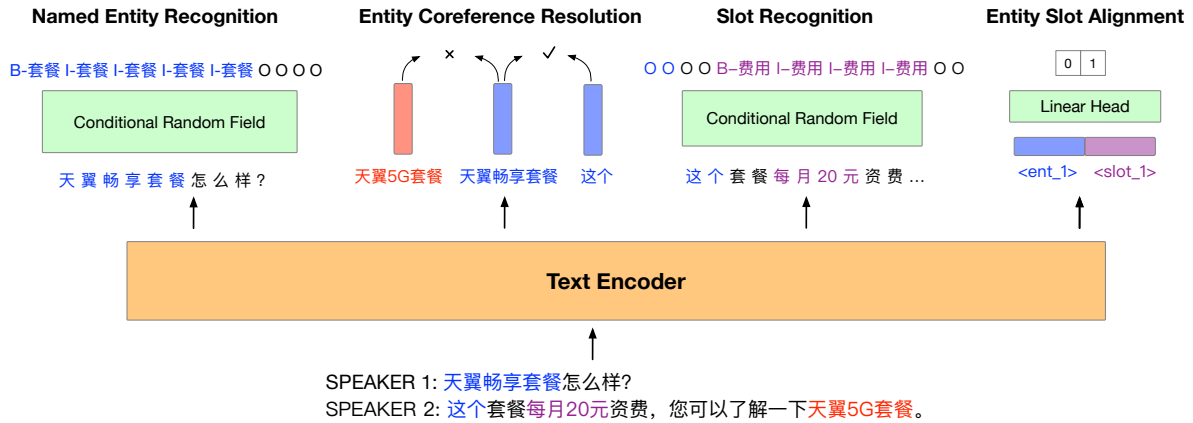 Named Entity Recognition
Entity Coreference Resolution
Slot Recognition
Entity Slot Alignment
B-套餐 I-套餐 I-套餐 I-套餐 I-套餐 O O O O
× ✓
O O O O B–费用 I–费用 I–费用 I–费用 O O
0 1
Conditional Random Field
Conditional Random Field
Linear Head
天 翼 畅 享 套 餐 怎 么 样 ?
天翼5G套餐 天翼畅享套餐 这个
这 个 套 餐 每 月 20 元 资 费 ...
<ent_1> <slot_1>
Text Encoder
SPEAKER 1: 天翼畅享套餐怎么样?
SPEAKER 2: 这个套餐每月20元资费，您可以了解一下天翼5G套餐。